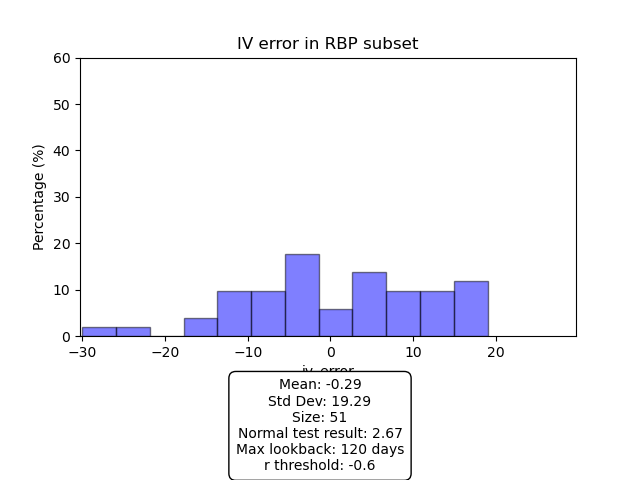 IV error in RBP subset
60
50
40
30
20
10
0
Percentage (%)
−30
−20
−10
0
10
20
iv_error
Mean: -0.29
Std Dev: 19.29
Size: 51
Normal test result: 2.67
Max lookback: 120 days
r threshold: -0.6